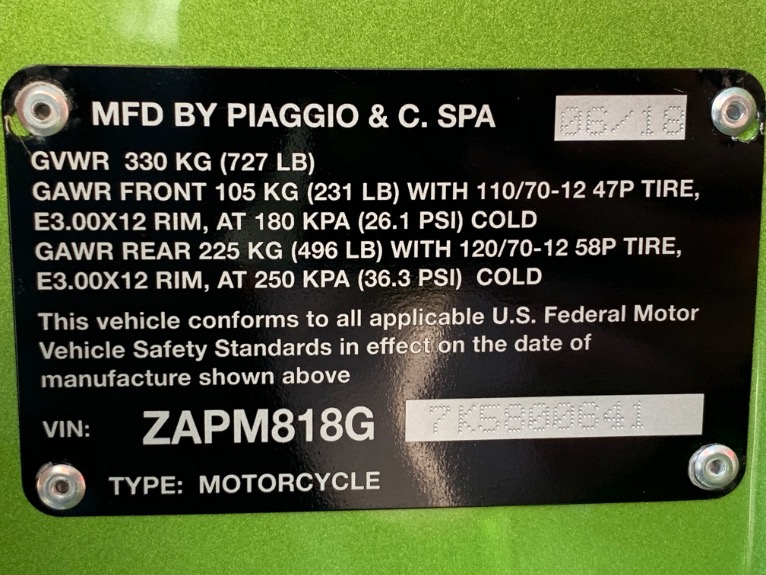 MFD BY PIAGGIO & C. SPA 06/18
GVWR 330 KG (727 LB)
GAWR FRONT 105 KG (231 LB) WITH 110/70-12 47P TIRE,
E3.00X12 RIM, AT 180 KPA (26.1 PSI) COLD
GAWR REAR 225 KG (496 LB) WITH 120/70-12 58P TIRE,
E3.00X12 RIM, AT 250 KPA (36.3 PSI) COLD
This vehicle conforms to all applicable U.S. Federal Motor
Vehicle Safety Standards in effect on the date of
manufacture shown above
VIN: ZAPM818G 7K5800641
TYPE: MOTORCYCLE